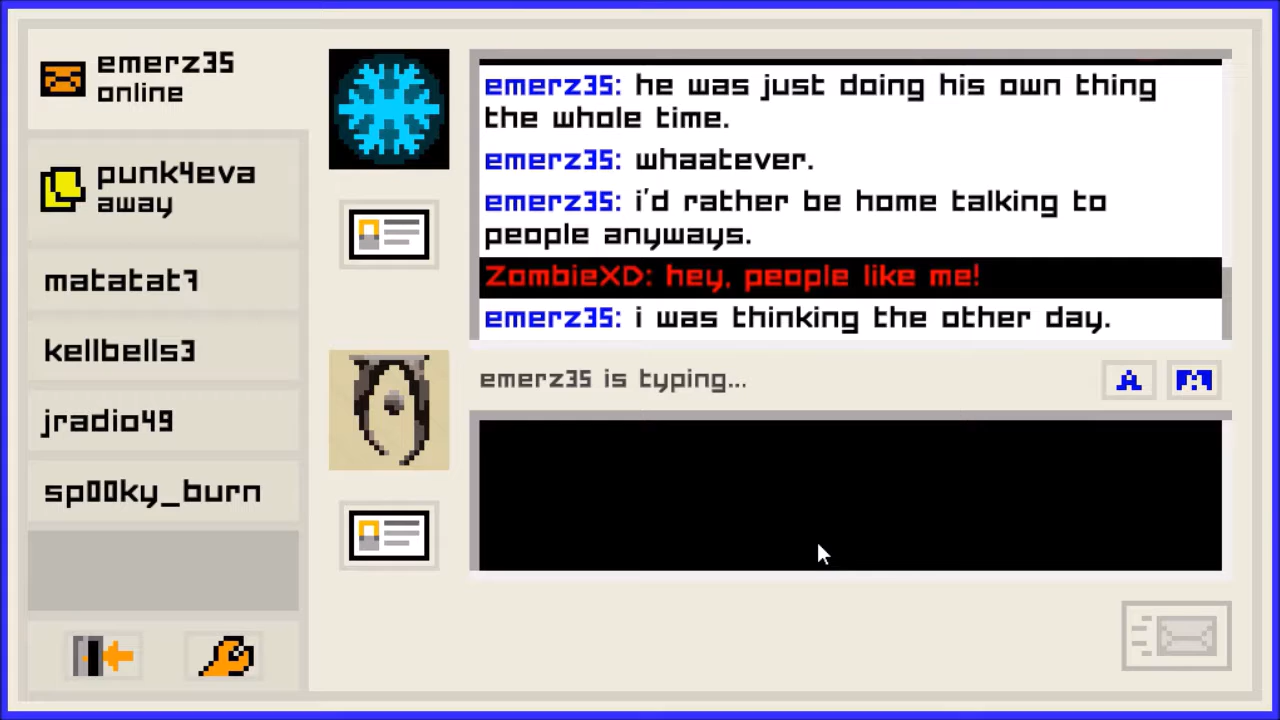 emerz35
online
punk4eva
away
matatat7
kellbells3
jradio49
sp00ky_burn
emerz35: he was just doing his own thing
the whole time.
emerz35: whaatever.
emerz35: i'd rather be home talking to
people anyways.
ZombieXD: hey, people like me!
emerz35: i was thinking the other day.
emerz35 is typing...
A